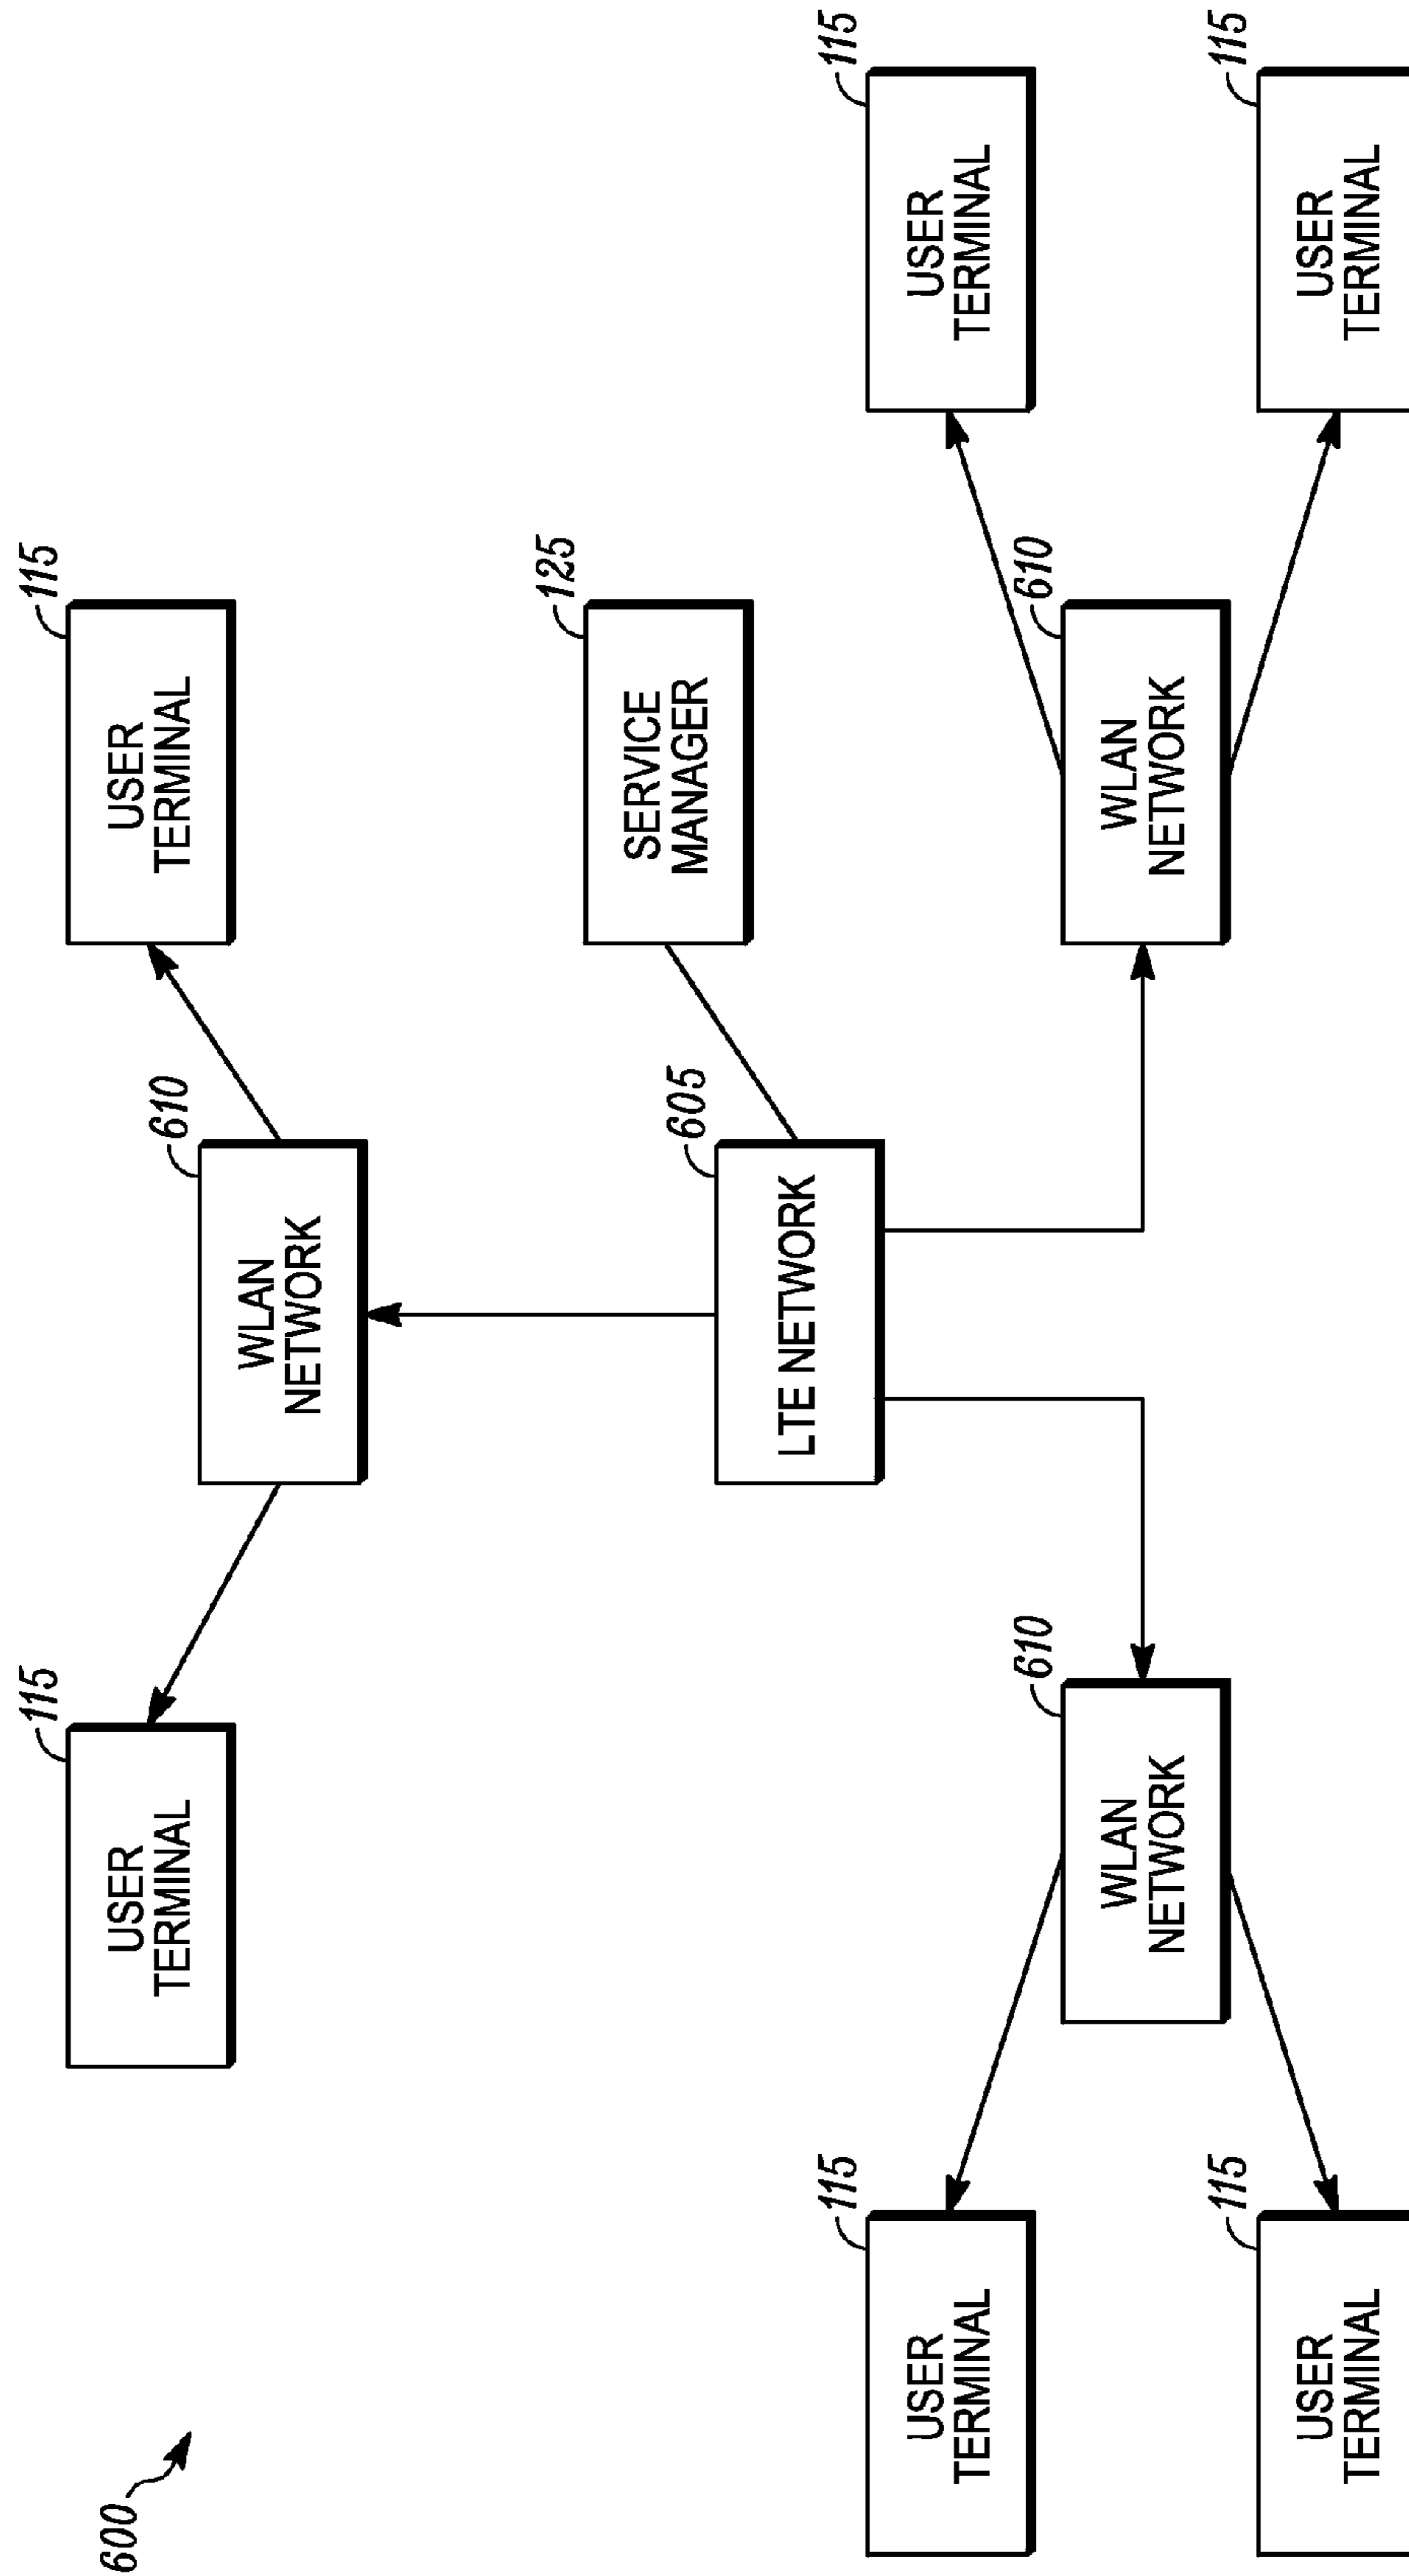 600
115
USER
TERMINAL
115
USER
TERMINAL
610
WLAN
NETWORK
125
SERVICE
MANAGER
605
LTE NETWORK
115
USER
TERMINAL
115
USER
TERMINAL
610
WLAN
NETWORK
610
WLAN
NETWORK
115
USER
TERMINAL
115
USER
TERMINAL